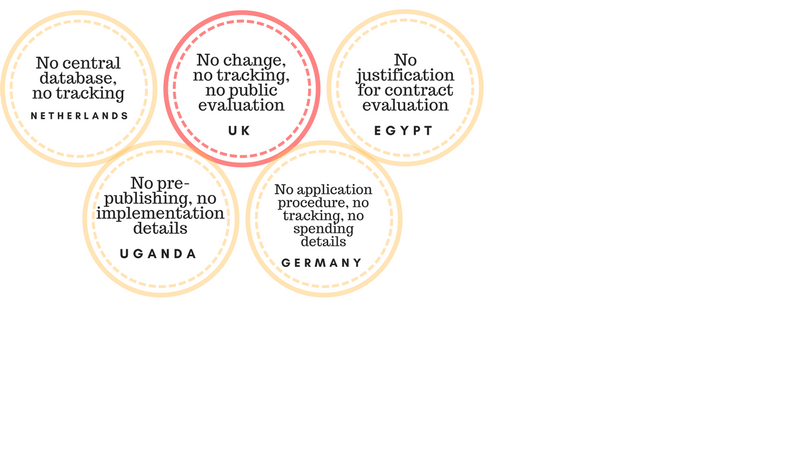 No central
database,
no tracking
NETHERLANDS
No change,
no tracking,
no public
evaluation
UK
No
justification
for contract
evaluation
EGYPT
No pre-
publishing, no
implementation
details
UGANDA
No application
procedure, no
tracking, no
spending
details
GERMANY